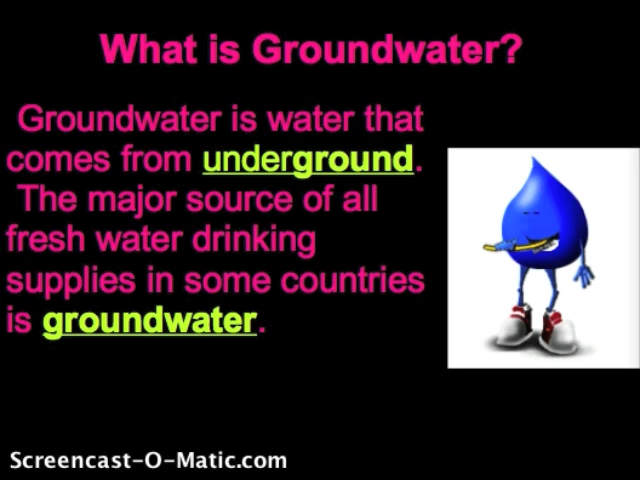 What is Groundwater?
Groundwater is water that
comes from underground.
The major source of all
fresh water drinking
supplies in some countries
is groundwater.
Screencast-O-Matic.com